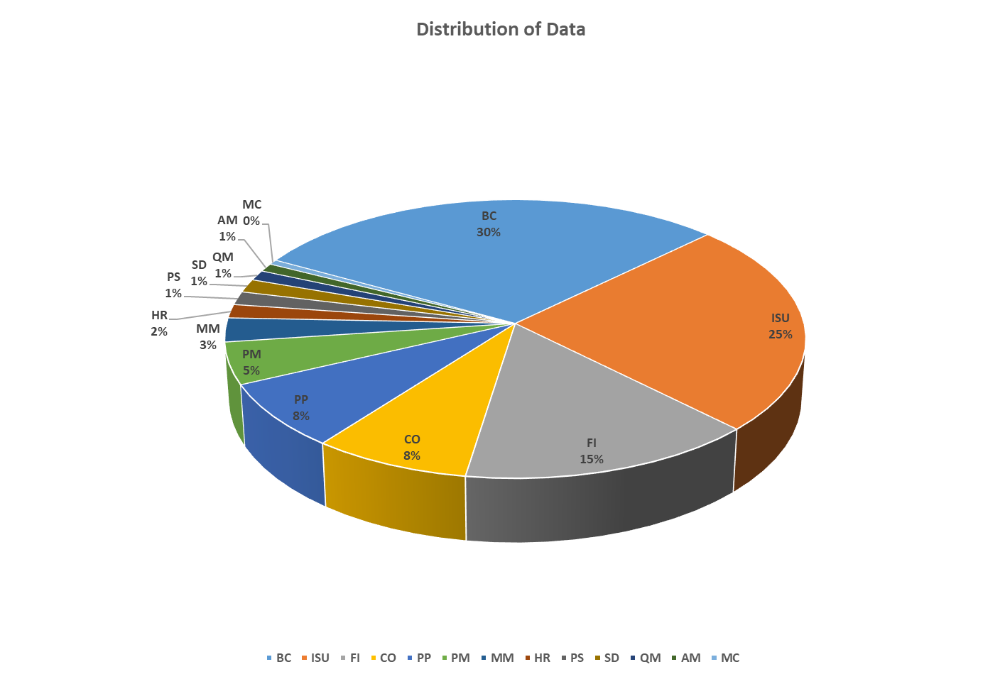 Distribution of Data
BC
30%
ISU
25%
FI
15%
CO
8%
PP
8%
PM
5%
MM
3%
HR
2%
PS
1%
SD
1%
QM
1%
AM
1%
MC
0%
BC ISU FI CO PP PM MM HR PS SD QM AM MC